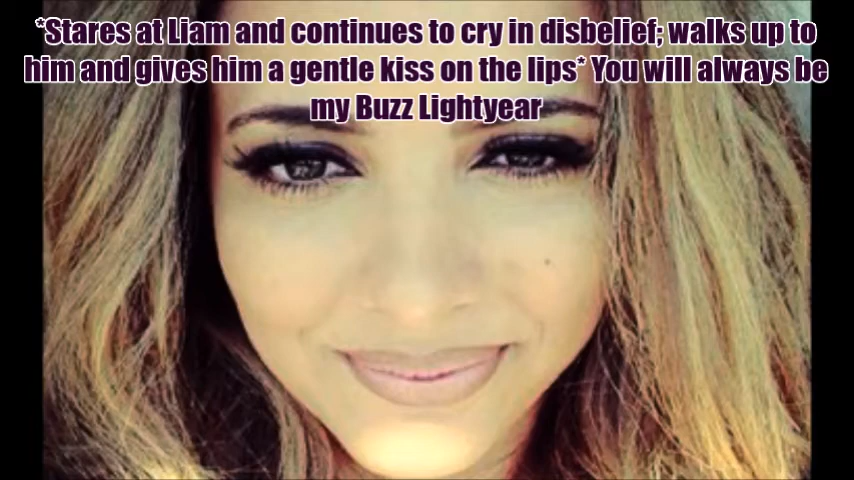 *Stares at Liam and continues to cry in disbelief; walks up to
him and gives him a gentle kiss on the lips* You will always be
my Buzz Lightyear